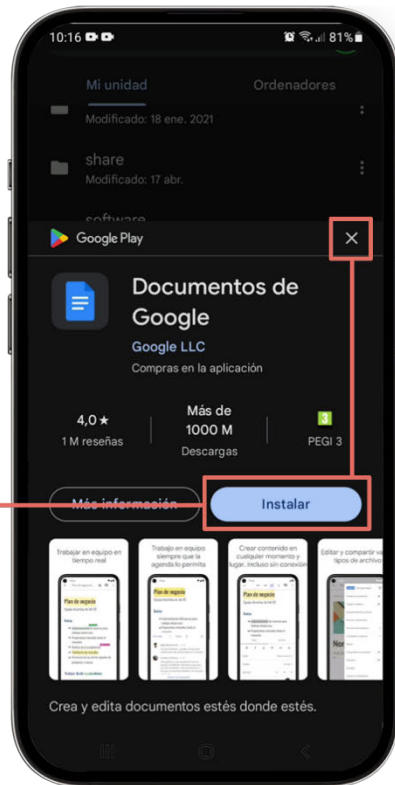 10:16 81%
Mi unidad Ordenadores
Modificado: 18 ene. 2021
share
Modificado: 17 abr.
software
Google Play
Documentos de
Google
Google LLC
Compras en la aplicación
4,0★ Más de 1000 M 3
1 M reseñas Descargas PEGI 3
Más información Instalar
Trabajar en equipo en
tiempo real
Trabajo en equipo
siempre que la
agenda lo permita
Crear contenido en
cualquier momento y
lugar. Incluso sin conexión
Editar y compartir
tipos de archivo
Plan de negocio
Plan de negocio
Plan de negocio
Crea y edita documentos estés donde estés.